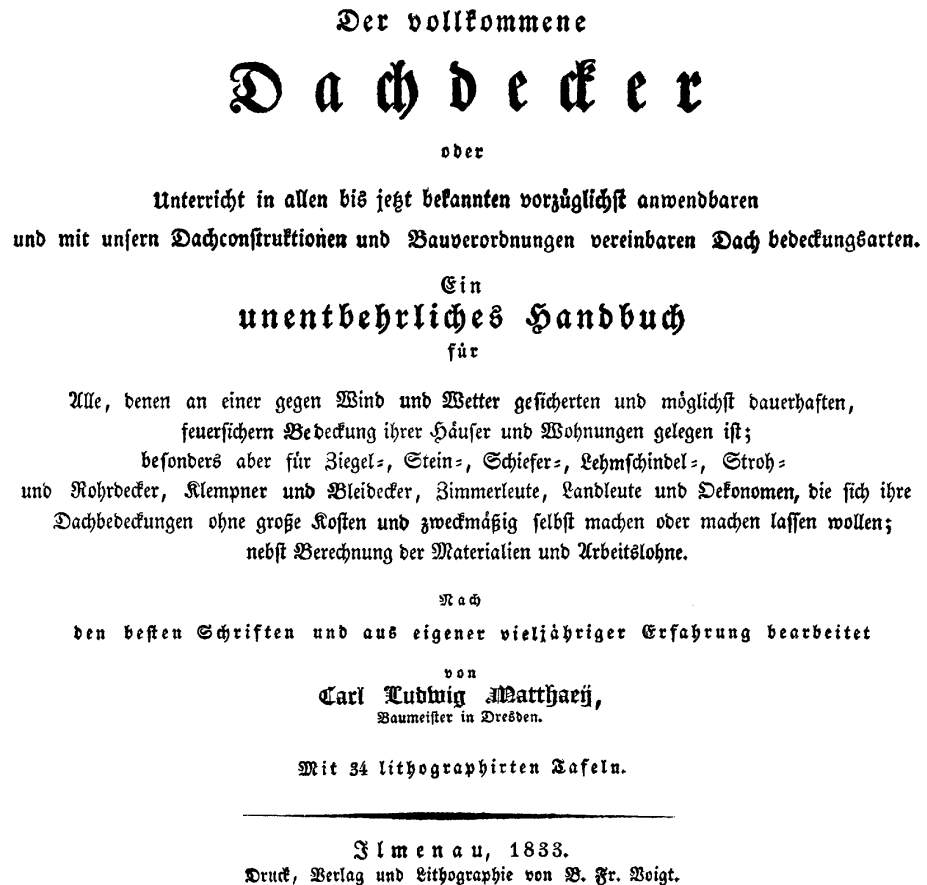 Der vollkommene
Dachdecker
oder
Unterricht in allen bis jetzt bekannten vorzüglichst anwendbaren
und mit unsern Dachconstruktionen und Bauverordnungen vereinbaren Dach bedeckungsarten.
Ein
unentbehrliches Handbuch
für
Alle, denen an einer gegen Wind und Wetter gesicherten und möglichst dauerhaften,
feuersichern Bedeckung ihrer Häuser und Wohnungen gelegen ist;
besonders aber für Ziegel-, Stein-, Schiefer-, Lehmschindel-, Stroh-
und Rohrdecker, Klempner und Bleidecker, Zimmerleute, Landleute und Oekonomen, die sich ihre
Dachbedeckungen ohne große Kosten und zweckmäßig selbst machen oder machen lassen wollen;
nebst Berechnung der Materialien und Arbeitslohne.
Nach
den besten Schriften und aus eigener vieljähriger Erfahrung bearbeitet
von
Carl Ludwig Matthaey,
Baumeister in Dresden.
Mit 34 lithographirten Tafeln.
Ilmenau, 1833.
Druck, Verlag und Lithographie von B. Fr. Voigt.